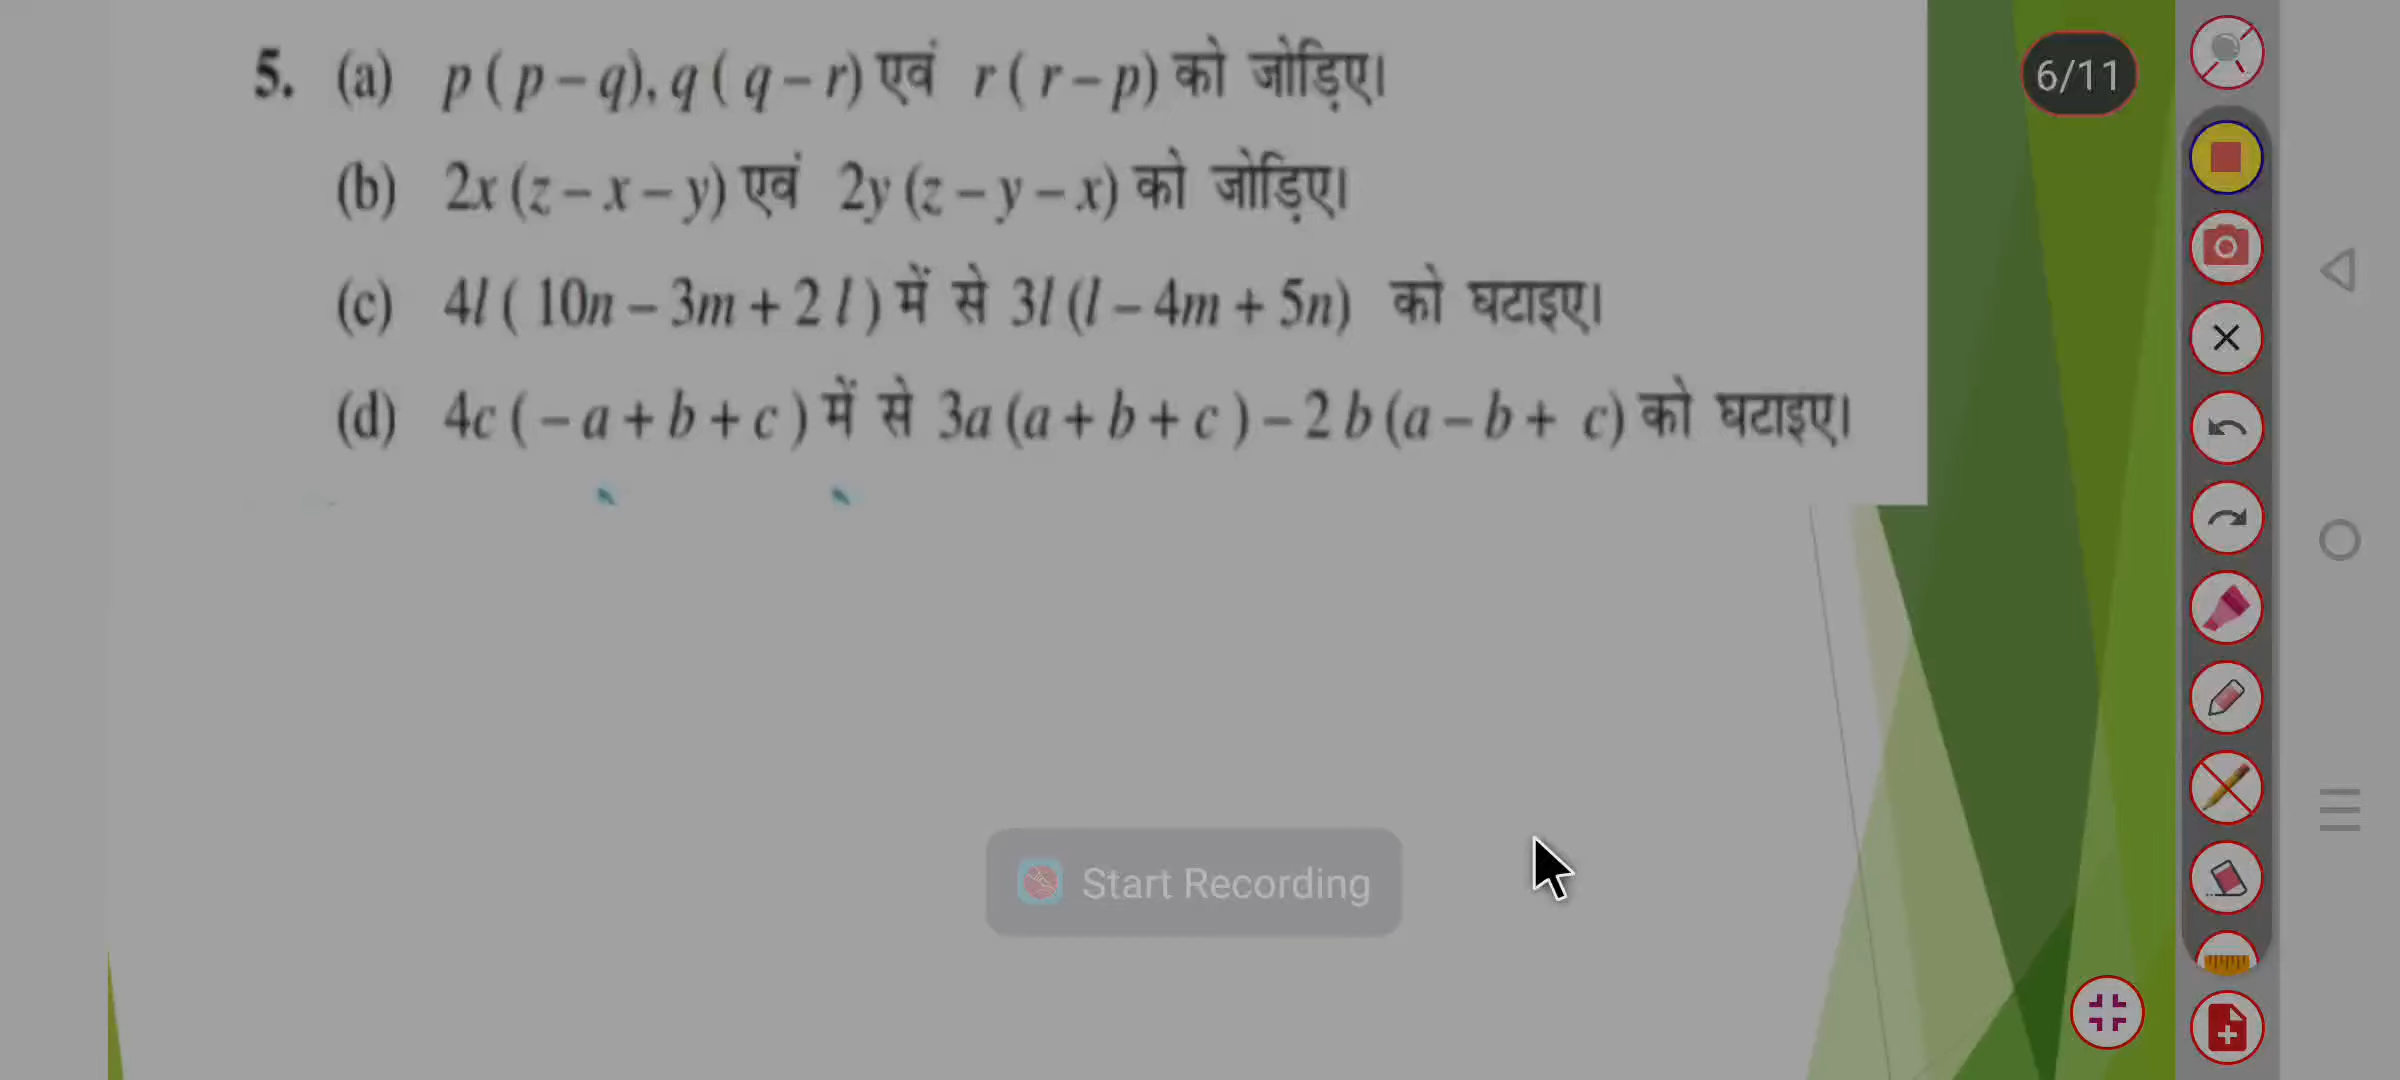 5. (a) p ( p – q), q ( q – r) एवं r ( r – p) को जोड़िए।
(b) 2x (z – x – y) एवं 2y (z – y – x) को जोड़िए।
(c) 4l ( 10n – 3m + 2 l ) में से 3l (l – 4m + 5n) को घटाइए।
(d) 4c ( – a + b + c ) में से 3a (a + b + c ) – 2 b (a – b + c) को घटाइए।
6/11
Start Recording